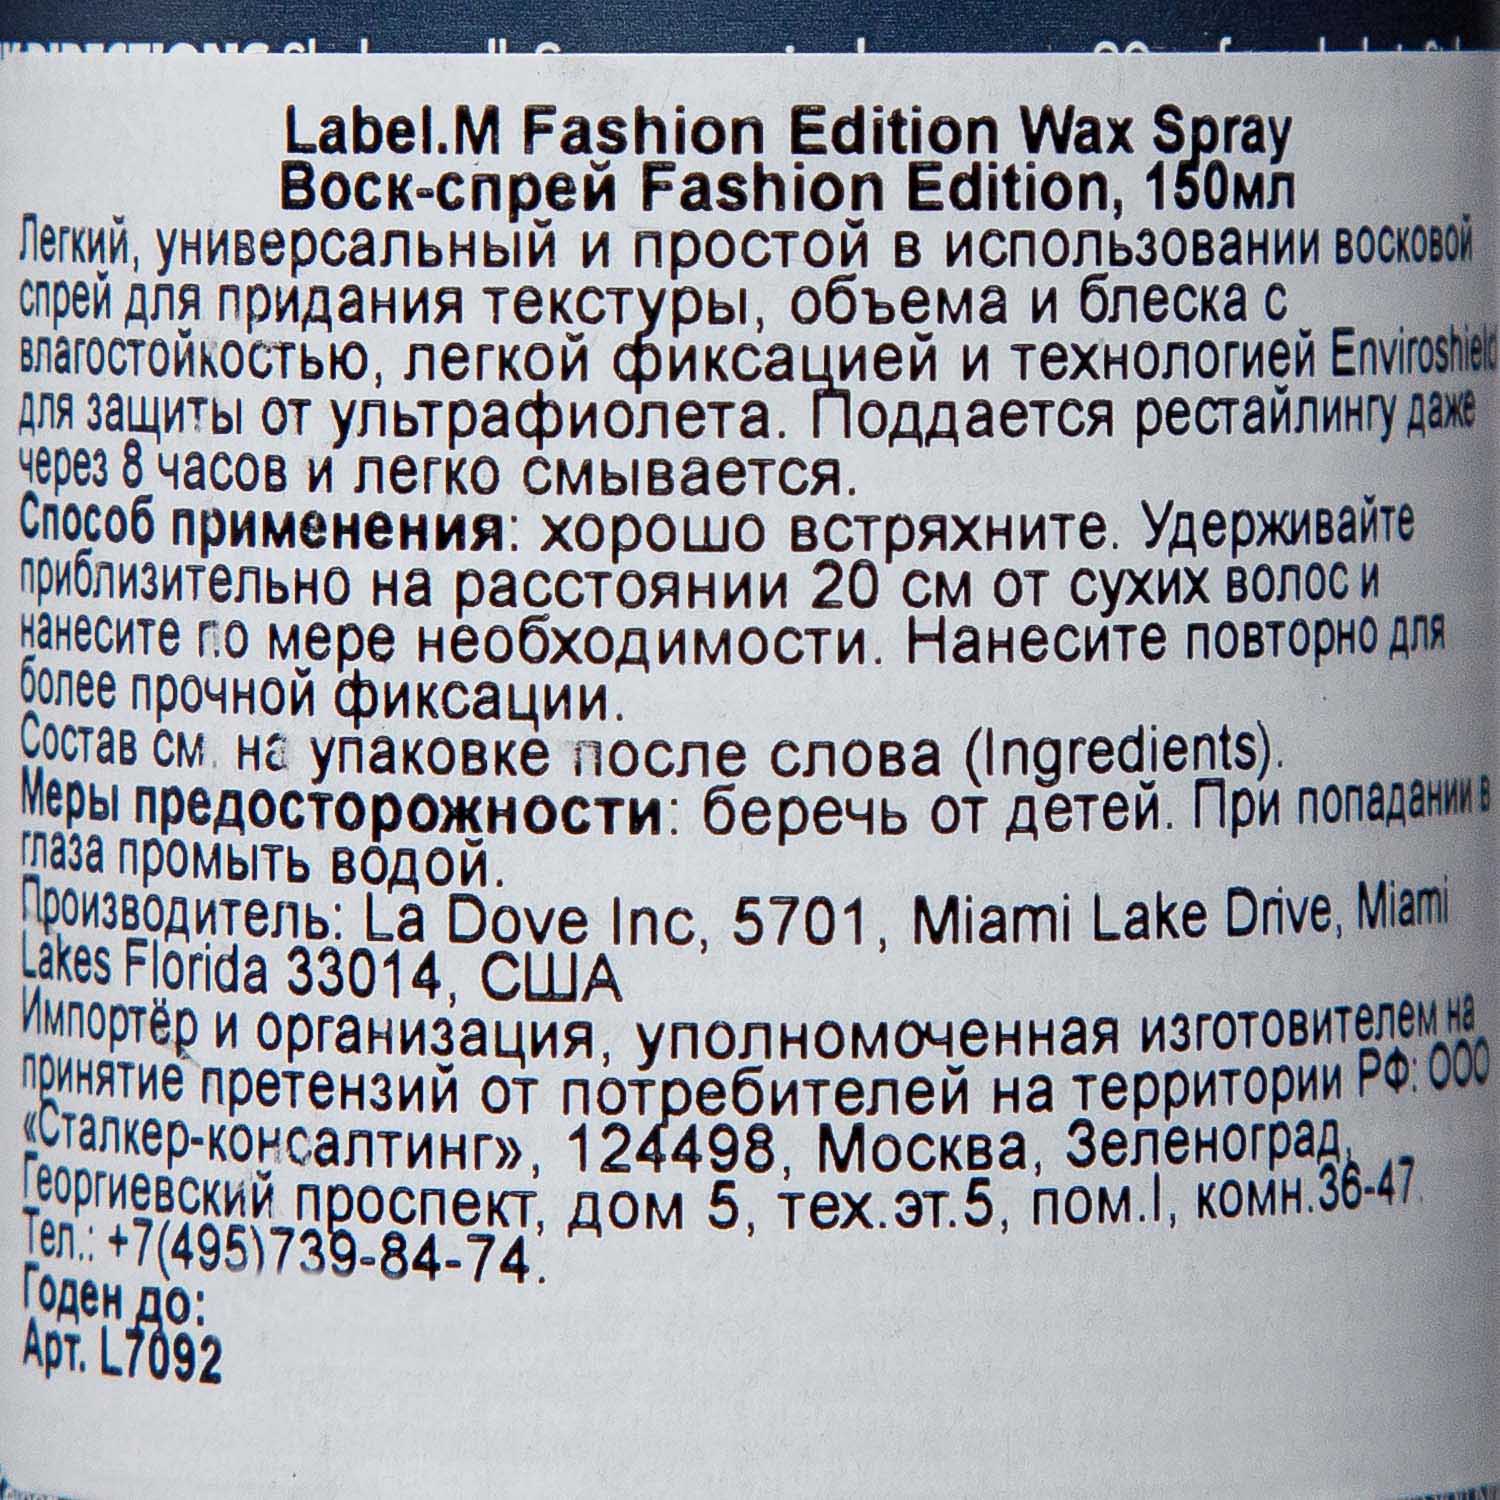 Label.M Fashion Edition Wax Spray
Воск-спрей Fashion Edition, 150мл
Легкий, универсальный и простой в использовании восковой
спрей для придания текстуры, объема и блеска с
влагостойкостью, легкой фиксацией и технологией Enviroshield
для защиты от ультрафиолета. Поддается рестайлингу даже
через 8 часов и легко смывается.
Способ применения: хорошо встряхните. Удерживайте
приблизительно на расстоянии 20 см от сухих волос и
нанесите по мере необходимости. Нанесите повторно для
более прочной фиксации.
Состав см. на упаковке после слова (Ingredients).
Меры предосторожности: беречь от детей. При попадании в
глаза промыть водой.
Производитель: La Dove Inc, 5701, Miami Lake Drive, Miami
Lakes Florida 33014, США
Импортёр и организация, уполномоченная изготовителем на
принятие претензий от потребителей на территории РФ: ООО
«Сталкер-консалтинг», 124498, Москва, Зеленоград,
Георгиевский проспект, дом 5, тех.эт.5, пом.I, комн.36-47.
Тел.: +7(495)739-84-74.
Годен до:
Арт. L7092